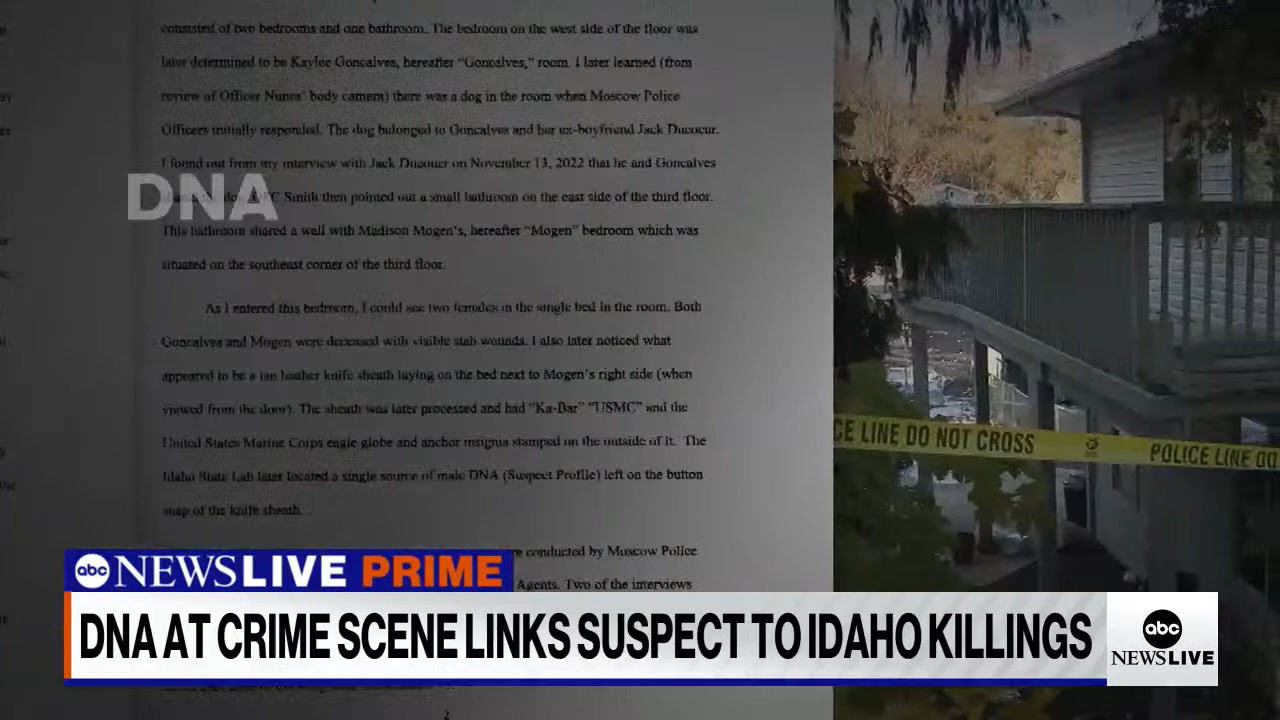 consisted of two bedrooms and one bathroom. The bedroom on the west side of the floor was
later determined to be Kaylee Goncalves, hereafter “Goncalves,” room. I later learned (from
review of Officer Nunes’ body camera) there was a dog in the room when Moscow Police
Officers initially responded. The dog belonged to Goncalves and her ex-boyfriend Jack Ducoeur.
I found out from my interview with Jack Ducoeur on November 13, 2022 that he and Goncalves
Smith then pointed out a small bathroom on the east side of the third floor.
DNA
This bathroom shared a wall with Madison Mogen’s, hereafter “Mogen” bedroom which was
situated on the southeast corner of the third floor.
As I entered this bedroom, I could see two females in the single bed in the room. Both
Goncalves and Mogen were deceased with visible stab wounds. I also later noticed what
appeared to be a tan leather knife sheath laying on the bed next to Mogen’s right side (when
viewed from the door). The sheath was later processed and had “Ka-Bar” “USMC” and the
United States Marine Corps eagle globe and anchor insignia stamped on the outside of it. The
Idaho State Lab later located a single source of male DNA (Suspect Profile) left on the button
snap of the knife sheath.
conducted by Moscow Police
Agents. Two of the interviews
CE LINE DO NOT CROSS
POLICE LINE DO
abc NEWS LIVE PRIME
DNA AT CRIME SCENE LINKS SUSPECT TO IDAHO KILLINGS
abc
NEWS LIVE